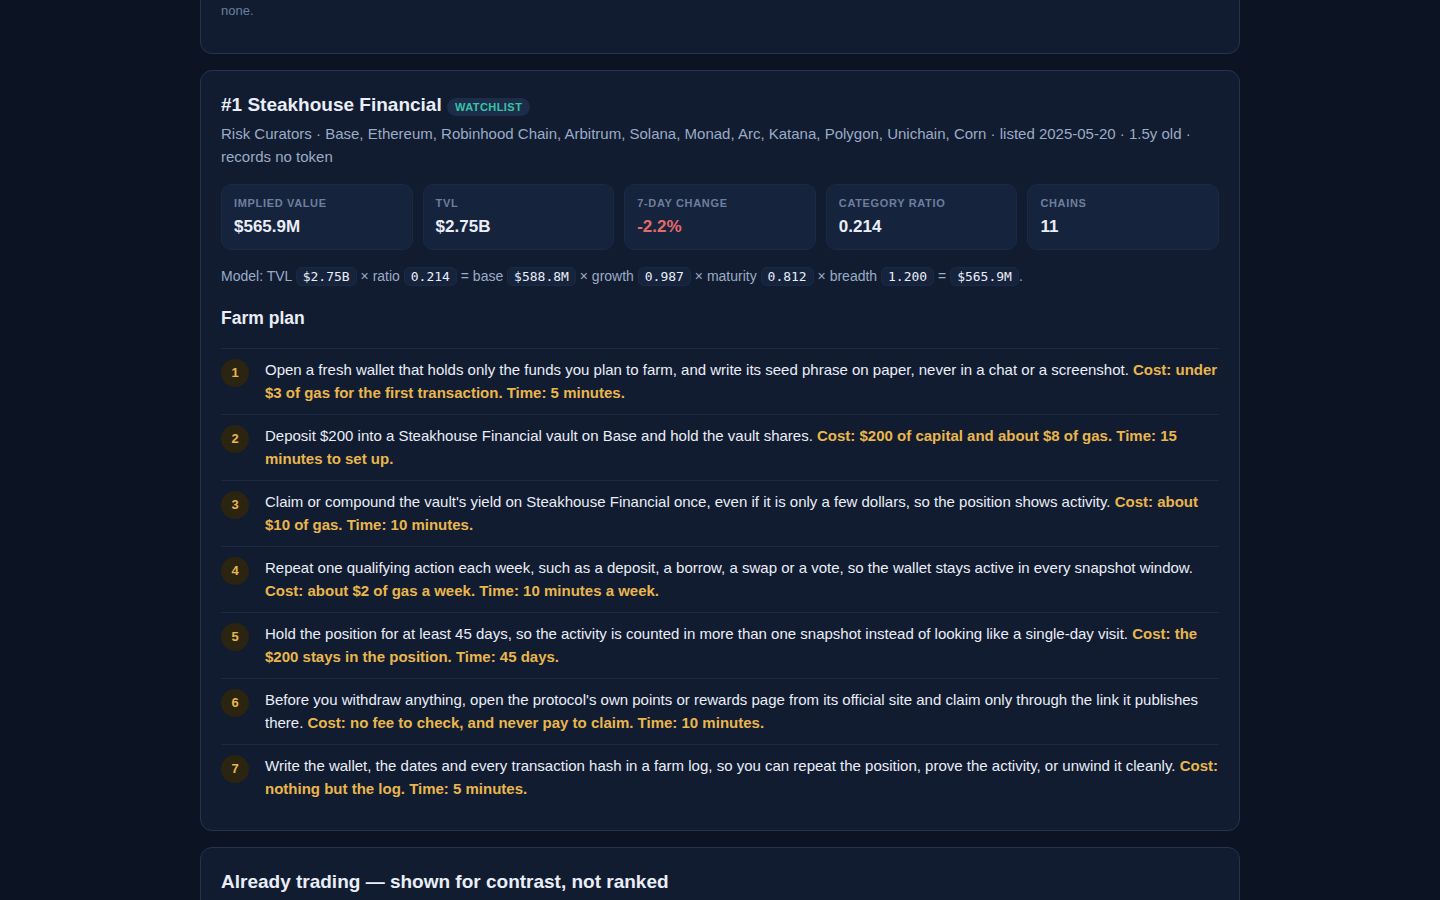 none.
#1 Steakhouse Financial WATCHLIST
Risk Curators · Base, Ethereum, Robinhood Chain, Arbitrum, Solana, Monad, Arc, Katana, Polygon, Unichain, Corn · listed 2025-05-20 · 1.5y old ·
records no token
IMPLIED VALUE TVL 7-DAY CHANGE CATEGORY RATIO CHAINS
$565.9M $2.75B -2.2% 0.214 11
Model: TVL $2.75B × ratio 0.214 = base $588.8M × growth 0.987 × maturity 0.812 × breadth 1.200 = $565.9M.
Farm plan
1 Open a fresh wallet that holds only the funds you plan to farm, and write its seed phrase on paper, never in a chat or a screenshot. Cost: under
$3 of gas for the first transaction. Time: 5 minutes.
2 Deposit $200 into a Steakhouse Financial vault on Base and hold the vault shares. Cost: $200 of capital and about $8 of gas. Time: 15
minutes to set up.
3 Claim or compound the vault's yield on Steakhouse Financial once, even if it is only a few dollars, so the position shows activity. Cost: about
$10 of gas. Time: 10 minutes.
4 Repeat one qualifying action each week, such as a deposit, a borrow, a swap or a vote, so the wallet stays active in every snapshot window.
Cost: about $2 of gas a week. Time: 10 minutes a week.
5 Hold the position for at least 45 days, so the activity is counted in more than one snapshot instead of looking like a single-day visit. Cost: the
$200 stays in the position. Time: 45 days.
6 Before you withdraw anything, open the protocol's own points or rewards page from its official site and claim only through the link it publishes
there. Cost: no fee to check, and never pay to claim. Time: 10 minutes.
7 Write the wallet, the dates and every transaction hash in a farm log, so you can repeat the position, prove the activity, or unwind it cleanly. Cost:
nothing but the log. Time: 5 minutes.
Already trading — shown for contrast, not ranked